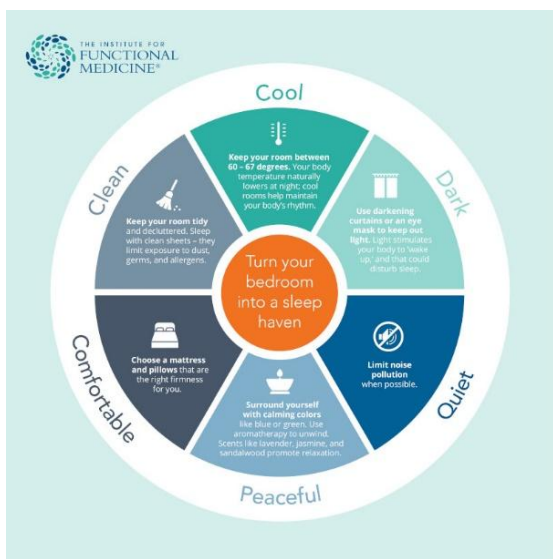 THE INSTITUTE FOR
FUNCTIONAL
MEDICINE®
Cool
Keep your room between
60 – 67 degrees. Your body
temperature naturally
lowers at night; cool
rooms help maintain
your body's rhythm.
Dark
Use darkening
curtains or an eye
mask to keep out
light. Light stimulates
your body to 'wake
up,' and that could
disturb sleep.
Quiet
Limit noise
pollution
when possible.
Peaceful
Surround yourself
with calming colors
like blue or green. Use
aromatherapy to unwind.
Scents like lavender, jasmine, and
sandalwood promote relaxation.
Comfortable
Choose a mattress
and pillows that are
the right firmness
for you.
Clean
Keep your room tidy
and decluttered. Sleep
with clean sheets – they
limit exposure to dust,
germs, and allergens.
Turn your
bedroom
into a sleep
haven